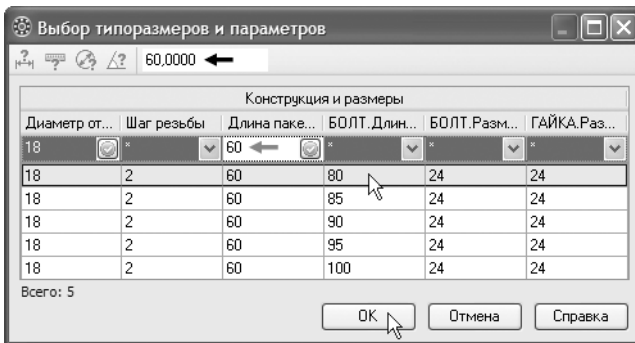 Выбор типоразмеров и параметров
60,0000
Конструкция и размеры
Диаметр от... Шаг резьбы Длина паке... БОЛТ.Длин... БОЛТ.Разм... ГАЙКА.Раз...
18 * 60 * * *
18 2 60 80 24 24
18 2 60 85 24 24
18 2 60 90 24 24
18 2 60 95 24 24
18 2 60 100 24 24
Всего: 5
OK Отмена Справка